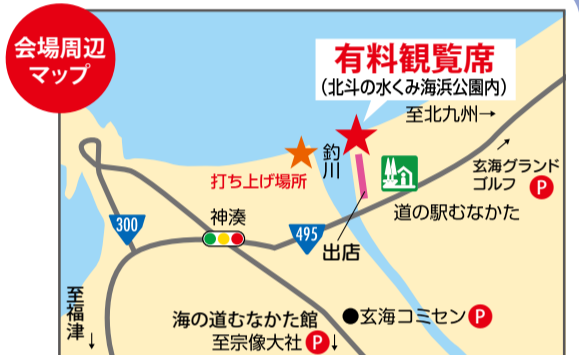 会場周辺
マップ
有料観覧席
(北斗の水くみ海浜公園内)
至北九州→
釣川
打ち上げ場所
玄海グランド
ゴルフ P
道の駅むなかた
出店
神湊
300
495
至福津↓
海の道むなかた館
至宗像大社 P ↓
●玄海コミセン P